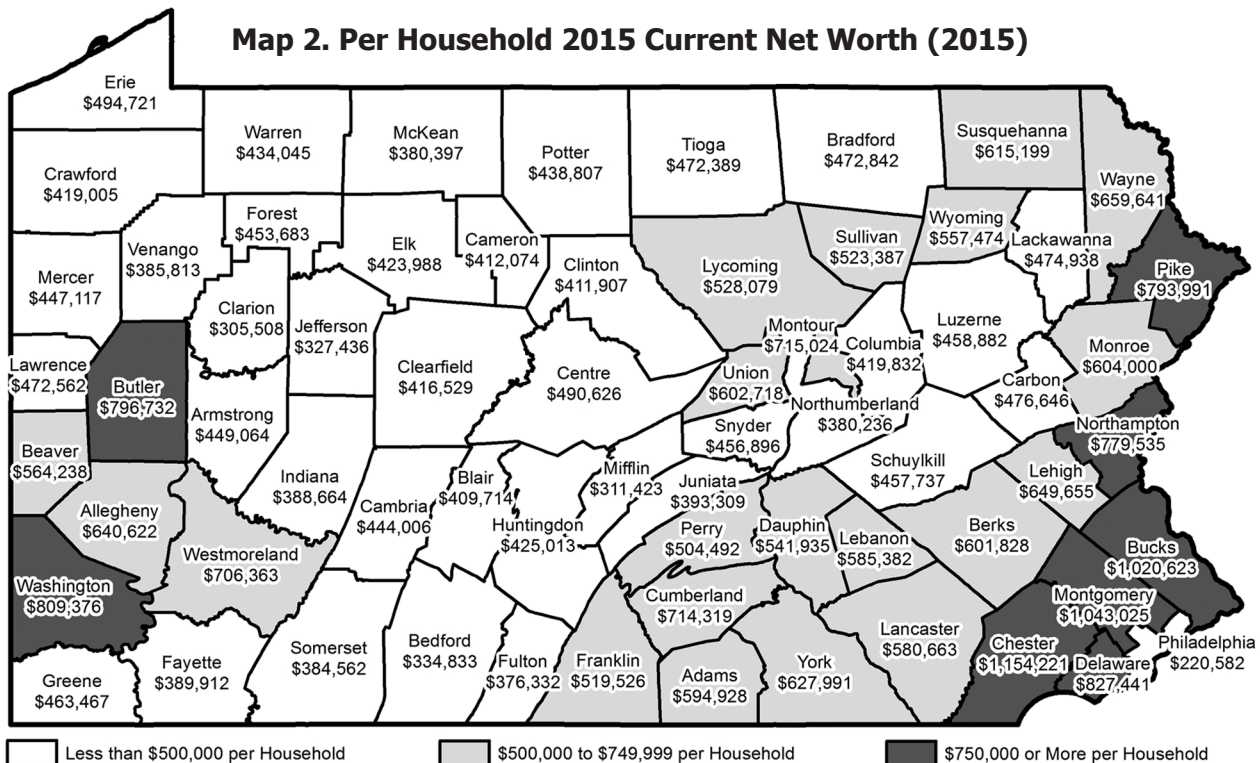 Map 2. Per Household 2015 Current Net Worth (2015)
Erie
$494,721
Warren
$434,045
McKean
$380,397
Potter
$438,807
Tioga
$472,389
Bradford
$472,842
Susquehanna
$615,199
Wayne
$659,641
Crawford
$419,005
Forest
$453,683
Venango
$385,813
Elk
$423,988
Cameron
$412,074
Clinton
$411,907
Lycoming
$528,079
Sullivan
$523,387
Wyoming
$557,474
Lackawanna
$474,938
Pike
$793,991
Mercer
$447,117
Clarion
$305,508
Jefferson
$327,436
Clearfield
$416,529
Centre
$490,626
Union
$602,718
Montour
$715,024
Columbia
$419,832
Luzerne
$458,882
Monroe
$604,000
Lawrence
$472,562
Butler
$796,732
Armstrong
$449,064
Northumberland
$380,236
Carbon
$476,646
Northampton
$779,535
Beaver
$564,238
Snyder
$456,896
Schuylkill
$457,737
Lehigh
$649,655
Indiana
$388,664
Cambria
$444,006
Blair
$409,714
Mifflin
$311,423
Juniata
$393,309
Huntingdon
$425,013
Allegheny
$640,622
Westmoreland
$706,363
Perry
$504,492
Dauphin
$541,935
Lebanon
$585,382
Berks
$601,828
Bucks
$1,020,623
Washington
$809,376
Cumberland
$714,319
Montgomery
$1,043,025
Lancaster
$580,663
Chester
$1,154,221
Delaware
$827,441
Philadelphia
$220,582
Greene
$463,467
Fayette
$389,912
Somerset
$384,562
Bedford
$334,833
Fulton
$376,332
Franklin
$519,526
Adams
$594,928
York
$627,991
Less than $500,000 per Household
$500,000 to $749,999 per Household
$750,000 or More per Household